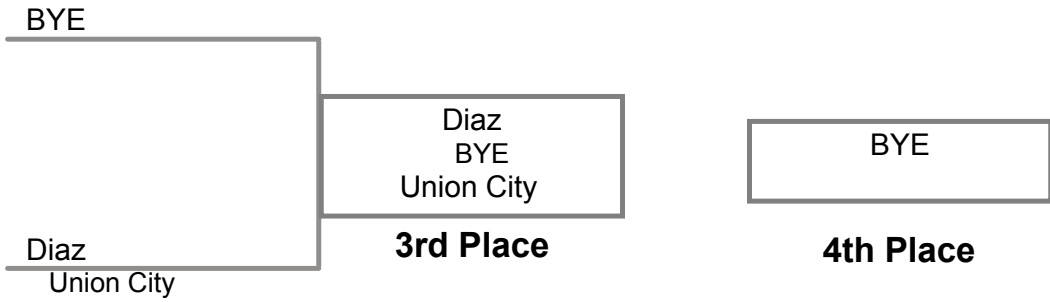 BYE
Diaz
Union City
Diaz
BYE
Union City
3rd Place
BYE
4th Place